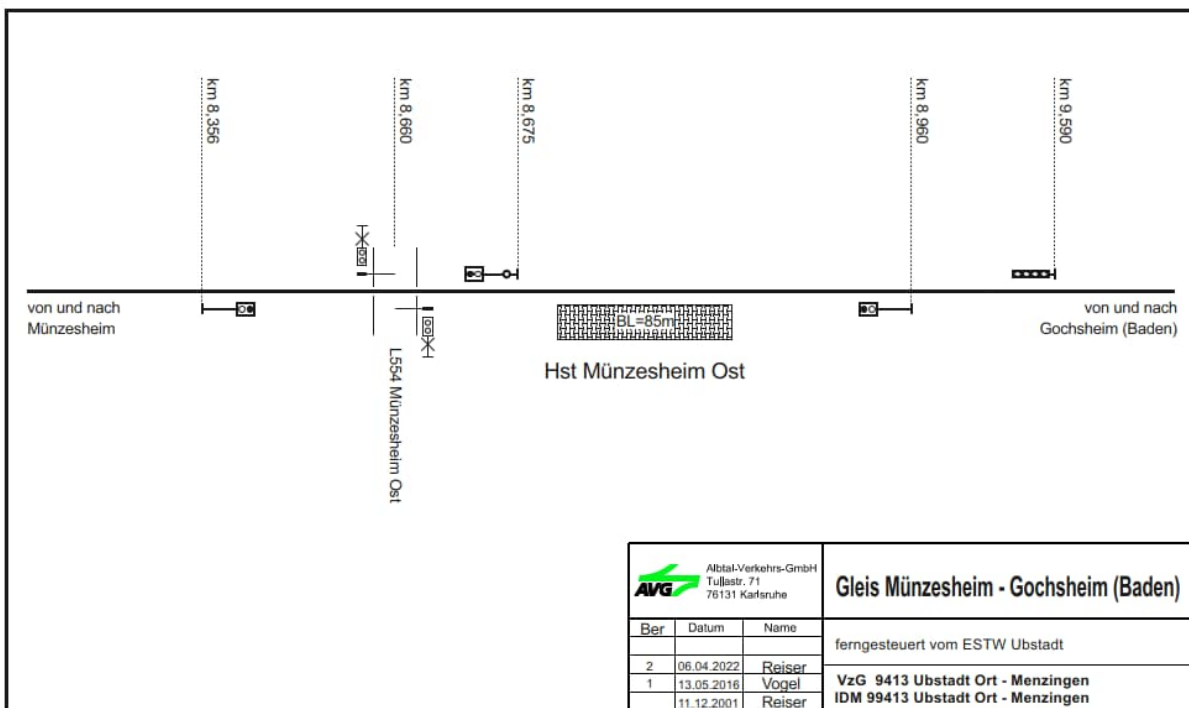 km 8,356
km 8,660
km 8,675
km 8,960
km 9,590
von und nach
Münzesheim
BL=85m
von und nach
Gochsheim (Baden)
L554 Münzesheim Ost
Hst Münzesheim Ost
AVG
Albtal-Verkehrs-GmbH
Tullastr. 71
76131 Karlsruhe
Gleis Münzesheim - Gochsheim (Baden)
Ber Datum Name
ferngesteuert vom ESTW Ubstadt
2 06.04.2022 Reiser
1 13.05.2016 Vogel
11.12.2001 Reiser
VzG 9413 Ubstadt Ort - Menzingen
IDM 99413 Ubstadt Ort - Menzingen